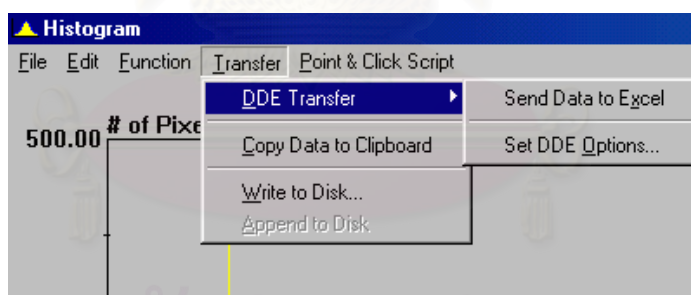 Histogram
File Edit Function Transfer Point & Click Script
DDE Transfer
Send Data to Excel
Set DDE Options...
Copy Data to Clipboard
Write to Disk...
Append to Disk
# of Pixe
500.00